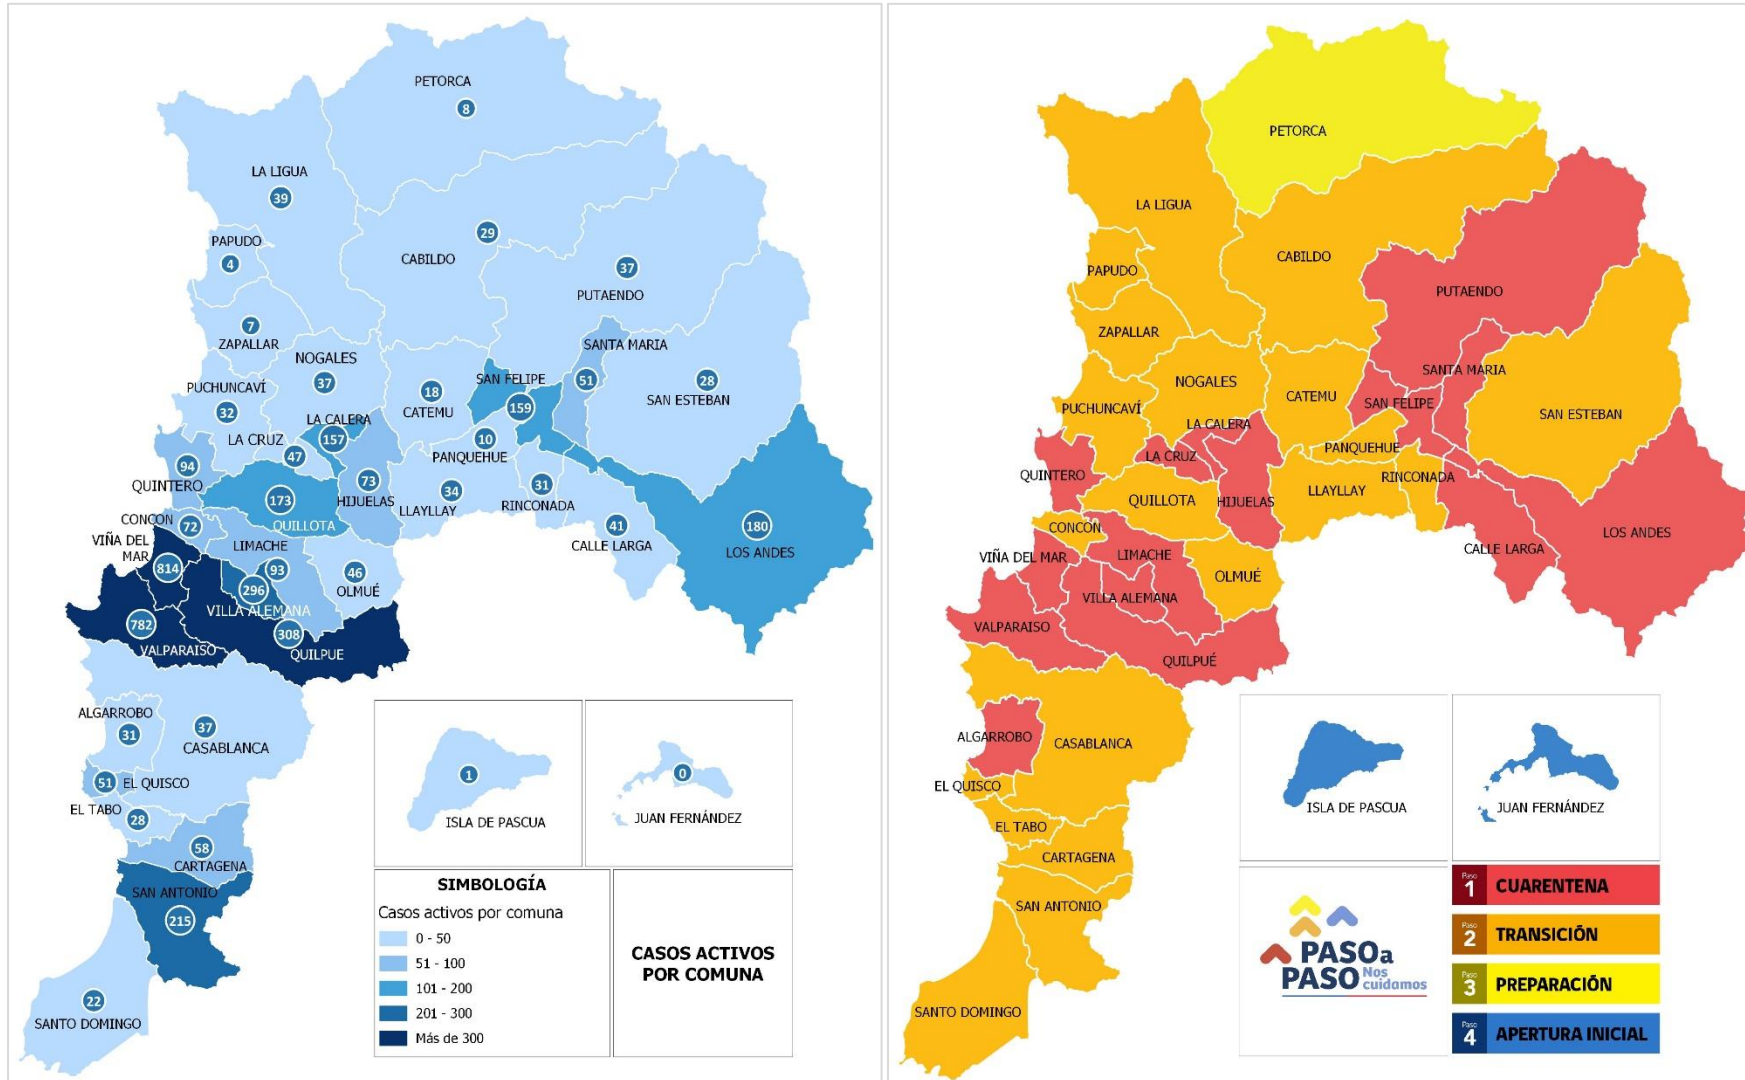 PETORCA
8
LA LIGUA
39
29
CABILDO
PAPUDO
4
37
PUTAENDO
7
ZAPALLAR
SANTA MARIA
51
NOGALES
37
28
SAN ESTEBAN
PUCHUNCAVÍ
32
18
CATEMU
SAN FELIPE
159
LA CALERA
157
LA CRUZ
47
10
PANQUEHUE
94
QUINTERO
173
QUILLOTA
73
HIJUELAS
34
LLAYLLAY
31
RINCONADA
41
CALLE LARGA
180
LOS ANDES
CONCON
72
VIÑA DEL
MAR
814
LIMACHE
93
296
VILLA ALEMANA
46
OLMUÉ
782
VALPARAISO
308
QUILPUE
ALGARROBO
31
37
CASABLANCA
51
EL QUISCO
EL TABO
28
58
CARTAGENA
SAN ANTONIO
215
22
SANTO DOMINGO
1
ISLA DE PASCUA
0
JUAN FERNÁNDEZ
SIMBOLOGÍA
Casos activos por comuna
0 - 50
51 - 100
101 - 200
201 - 300
Más de 300
CASOS ACTIVOS
POR COMUNA
PETORCA
LA LIGUA
CABILDO
PAPUDO
PUTAENDO
ZAPALLAR
SANTA MARIA
NOGALES
CATEMU
SAN ESTEBAN
PUCHUNCAVÍ
SAN FELIPE
LA CALERA
PANQUEHUE
LA CRUZ
QUINTERO
RINCONADA
LLAYLLAY
QUILLOTA
HIJUELAS
CONCÓN
LOS ANDES
VIÑA DEL MAR
LIMACHE
CALLE LARGA
OLMUÉ
VILLA ALEMANA
VALPARAISO
QUILPUÉ
ALGARROBO
CASABLANCA
EL QUISCO
EL TABO
CARTAGENA
SAN ANTONIO
SANTO DOMINGO
ISLA DE PASCUA
JUAN FERNÁNDEZ
PASO a
PASO Nos
cuidamos
Paso
1 CUARENTENA
Paso
2 TRANSICIÓN
Paso
3 PREPARACIÓN
Paso
4 APERTURA INICIAL